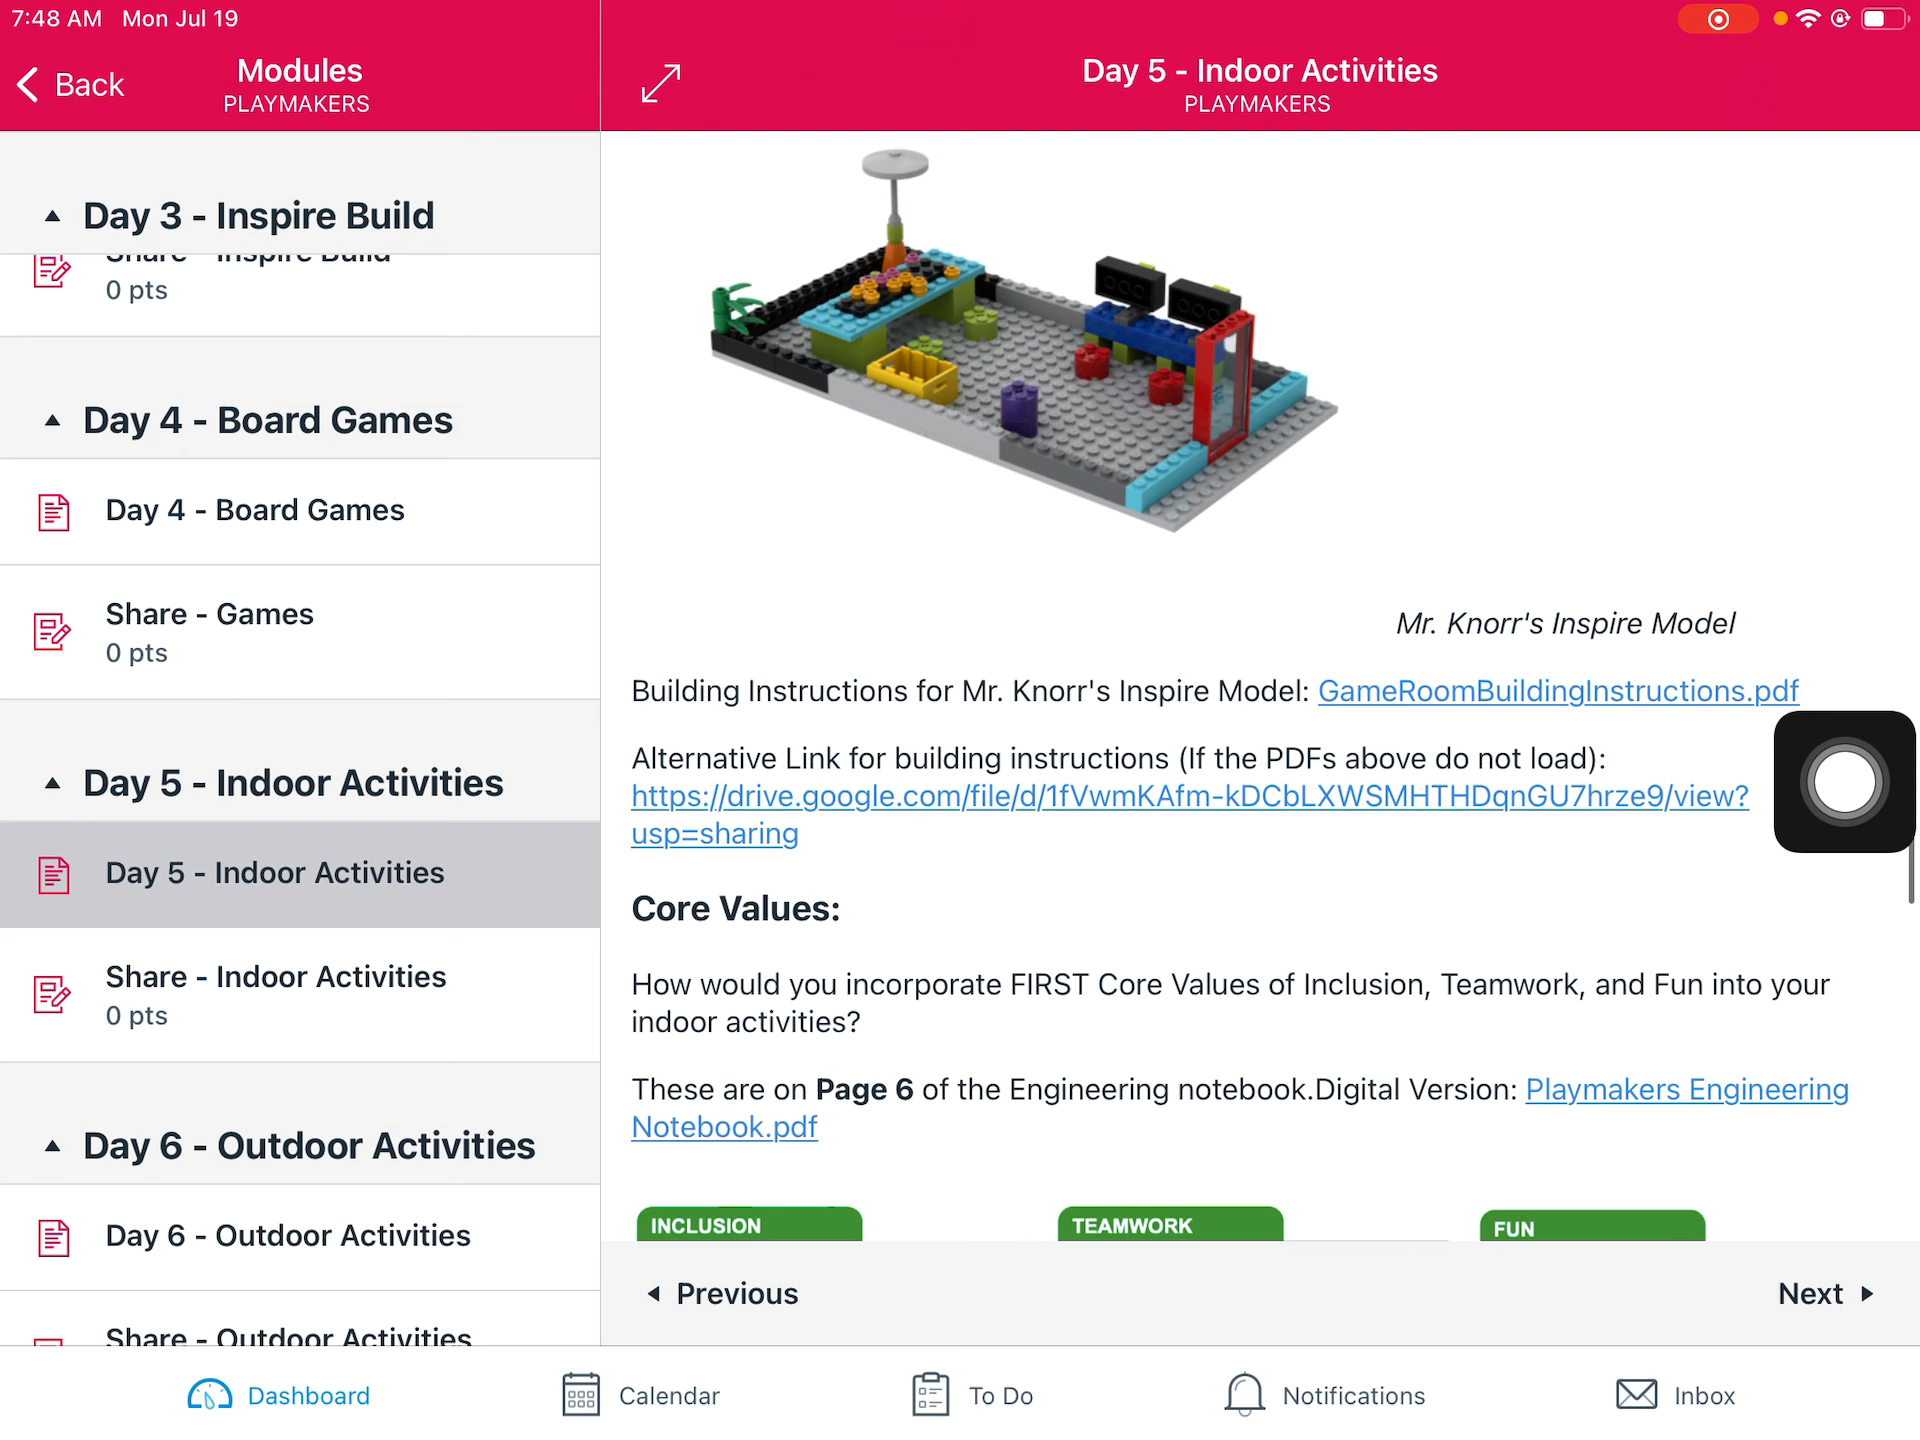 7:48 AM Mon Jul 19
Back
Modules
PLAYMAKERS
Day 5 - Indoor Activities
PLAYMAKERS
Day 3 - Inspire Build
Share - Inspire Build
0 pts
Day 4 - Board Games
Day 4 - Board Games
Share - Games
0 pts
Day 5 - Indoor Activities
Day 5 - Indoor Activities
Share - Indoor Activities
0 pts
Day 6 - Outdoor Activities
Day 6 - Outdoor Activities
Share - Outdoor Activities
Mr. Knorr's Inspire Model
Building Instructions for Mr. Knorr's Inspire Model: GameRoomBuildingInstructions.pdf
Alternative Link for building instructions (If the PDFs above do not load):
https://drive.google.com/file/d/1fVwmKAfm-kDCbLXWSMHTHDqnGU7hrze9/view?
usp=sharing
Core Values:
How would you incorporate FIRST Core Values of Inclusion, Teamwork, and Fun into your
indoor activities?
These are on Page 6 of the Engineering notebook.Digital Version: Playmakers Engineering
Notebook.pdf
INCLUSION
TEAMWORK
FUN
Previous
Next
Dashboard
Calendar
To Do
Notifications
Inbox